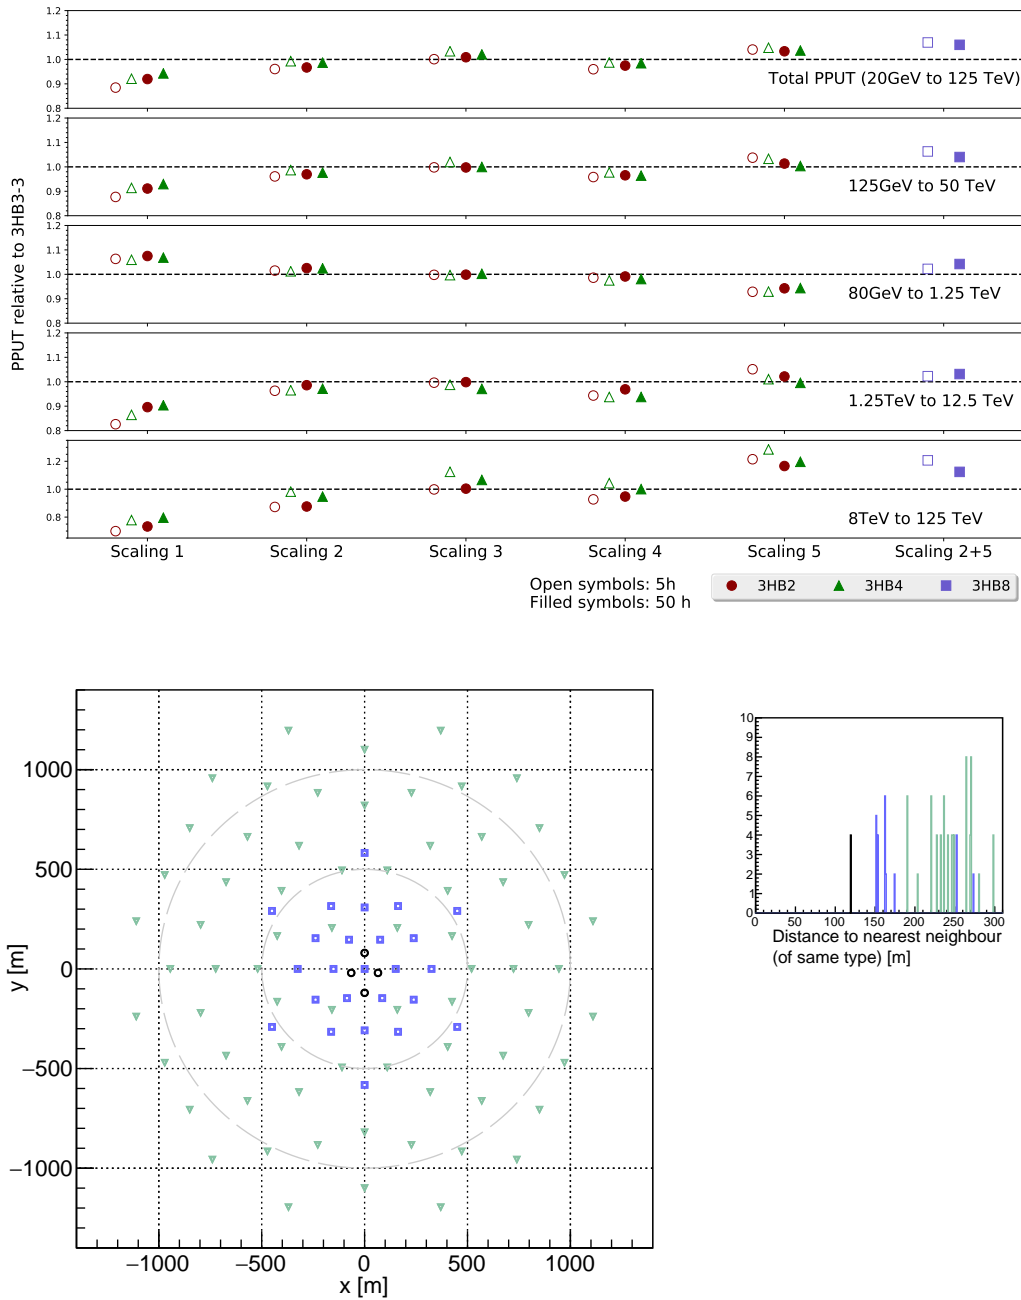 PPUT relative to 3HB3-3
1.2
1.1
1.0
0.9
0.8
Total PPUT (20GeV to 125 TeV)
1.2
1.1
1.0
0.9
0.8
125GeV to 50 TeV
1.2
1.1
1.0
0.9
0.8
80GeV to 1.25 TeV
1.2
1.1
1.0
0.9
0.8
1.25TeV to 12.5 TeV
1.2
1.0
0.8
8TeV to 125 TeV
Scaling 1 Scaling 2 Scaling 3 Scaling 4 Scaling 5 Scaling 2+5
Open symbols: 5h
Filled symbols: 50 h
3HB2 3HB4 3HB8
y [m]
1000
500
0
−500
−1000
−1000 −500 0 500 1000
x [m]
10
9
8
7
6
5
4
3
2
1
0
0 50 100 150 200 250 300
Distance to nearest neighbour
(of same type) [m]